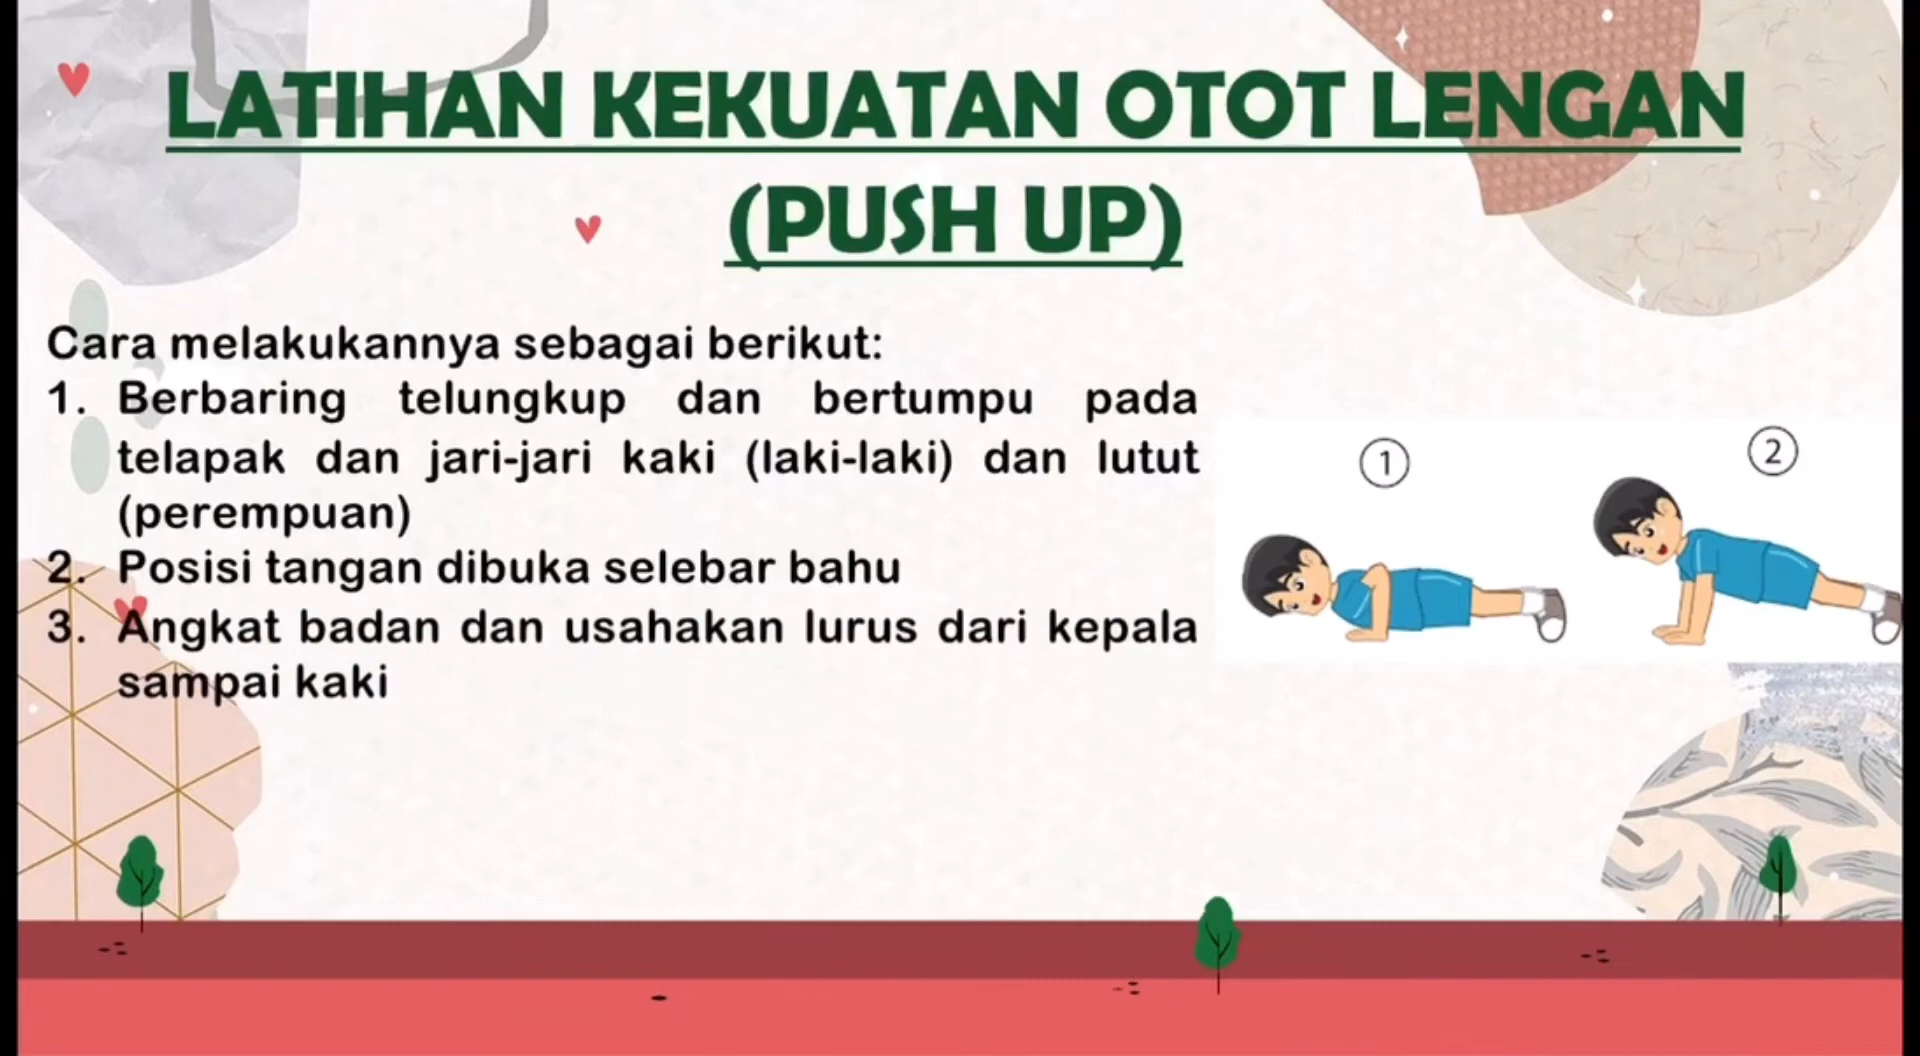 LATIHAN KEKUATAN OTOT LENGAN
(PUSH UP)
Cara melakukannya sebagai berikut:
1. Berbaring telungkup dan bertumpu pada
telapak dan jari-jari kaki (laki-laki) dan lutut
(perempuan)
2. Posisi tangan dibuka selebar bahu
3. Angkat badan dan usahakan lurus dari kepala
sampai kaki
1
2